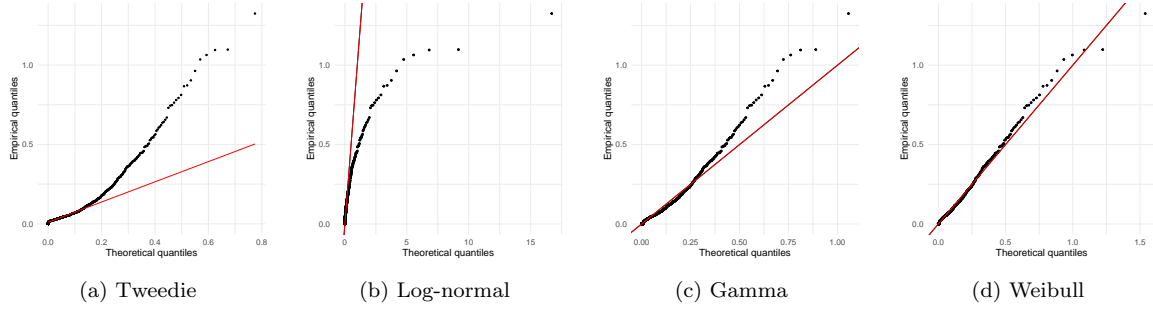 Empirical quantiles
1.0
0.5
0.0
0.0
0.2
0.4
0.6
0.8
Theoretical quantiles
(a) Tweedie
Empirical quantiles
1.0
0.5
0.0
0
5
10
15
Theoretical quantiles
(b) Log-normal
Empirical quantiles
1.0
0.5
0.0
0.00
0.25
0.50
0.75
1.00
Theoretical quantiles
(c) Gamma
Empirical quantiles
1.0
0.5
0.0
0.0
0.5
1.0
1.5
Theoretical quantiles
(d) Weibull